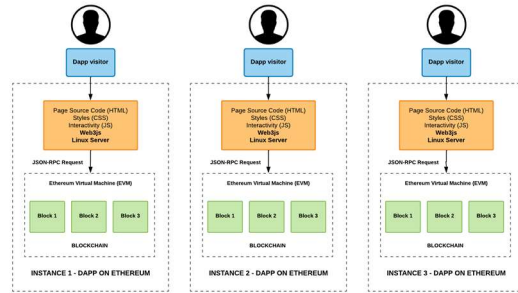 Dapp visitor
Page Source Code (HTML)
Styles (CSS)
Interactivity (JS)
Web3js
Linux Server
JSON-RPC Request
Ethereum Virtual Machine (EVM)
Block 1
Block 2
Block 3
BLOCKCHAIN
INSTANCE 1 - DAPP ON ETHEREUM
Dapp visitor
Page Source Code (HTML)
Styles (CSS)
Interactivity (JS)
Web3js
Linux Server
JSON-RPC Request
Ethereum Virtual Machine (EVM)
Block 1
Block 2
Block 3
BLOCKCHAIN
INSTANCE 2 - DAPP ON ETHEREUM
Dapp visitor
Page Source Code (HTML)
Styles (CSS)
Interactivity (JS)
Web3js
Linux Server
JSON-RPC Request
Ethereum Virtual Machine (EVM)
Block 1
Block 2
Block 3
BLOCKCHAIN
INSTANCE 3 - DAPP ON ETHEREUM